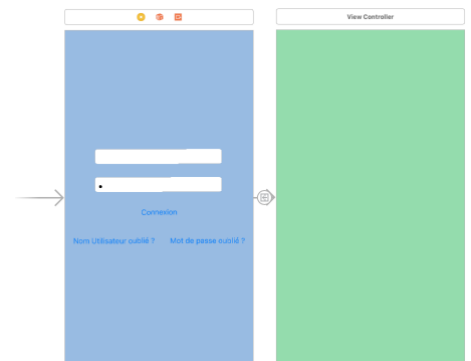 View Controller
Connexion
Nom Utilisateur oublié ? Mot de passe oublié ?